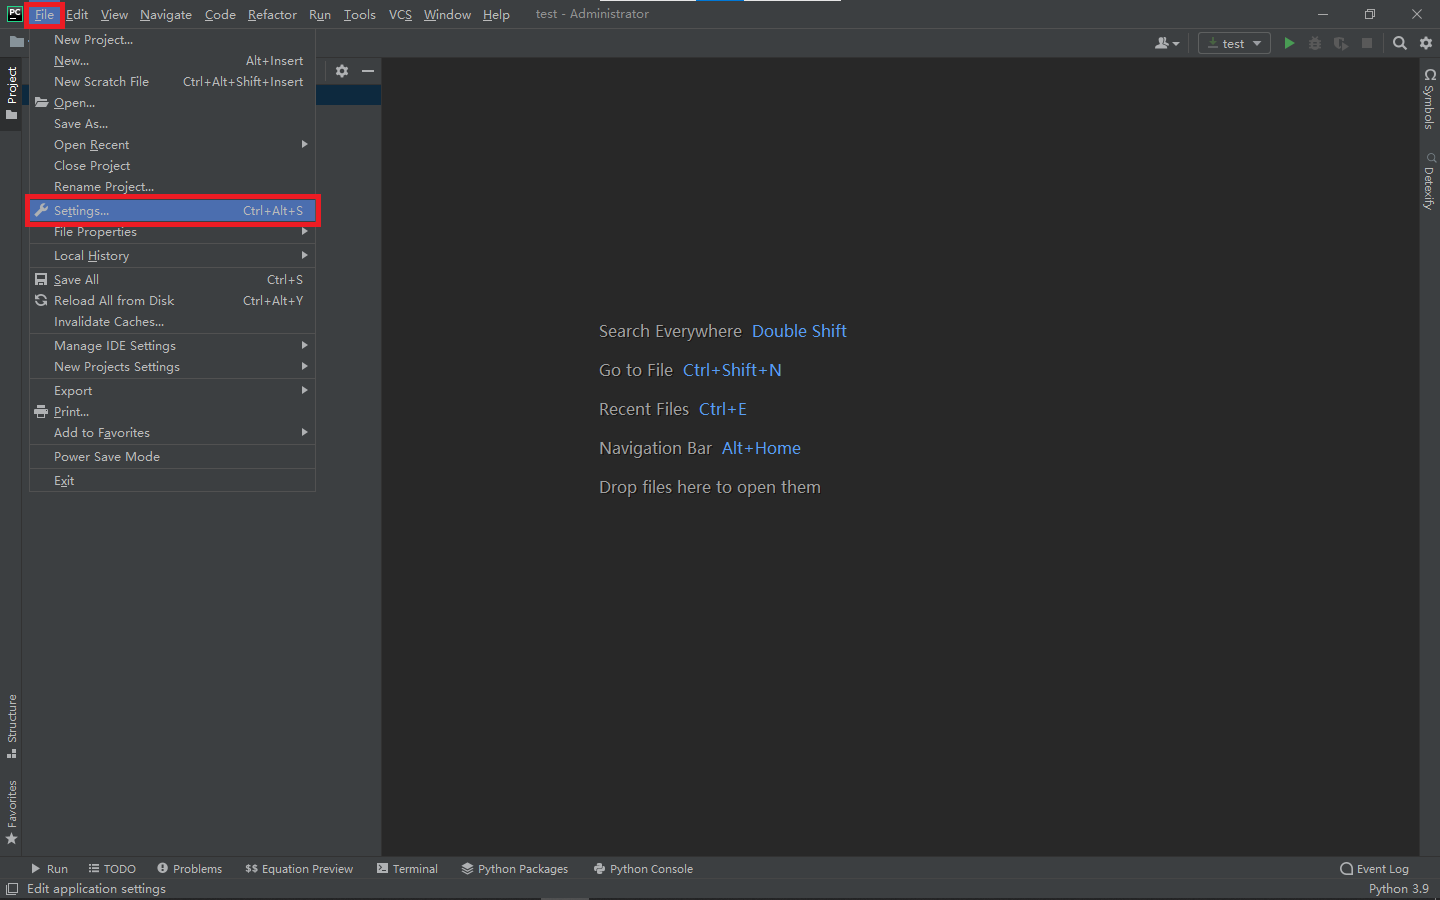 PC File Edit View Navigate Code Refactor Run Tools VCS Window Help test - Administrator
test
New Project...
New... Alt+Insert
New Scratch File Ctrl+Alt+Shift+Insert
Open...
Save As...
Open Recent
Close Project
Rename Project...
Settings... Ctrl+Alt+S
File Properties
Local History
Save All Ctrl+S
Reload All from Disk Ctrl+Alt+Y
Invalidate Caches...
Manage IDE Settings
New Projects Settings
Export
Print...
Add to Favorites
Power Save Mode
Exit
Project
Structure
Favorites
Search Everywhere Double Shift
Go to File Ctrl+Shift+N
Recent Files Ctrl+E
Navigation Bar Alt+Home
Drop files here to open them
Ω Symbols
Detexify
Run TODO Problems $$ Equation Preview Terminal Python Packages Python Console Event Log
Edit application settings Python 3.9